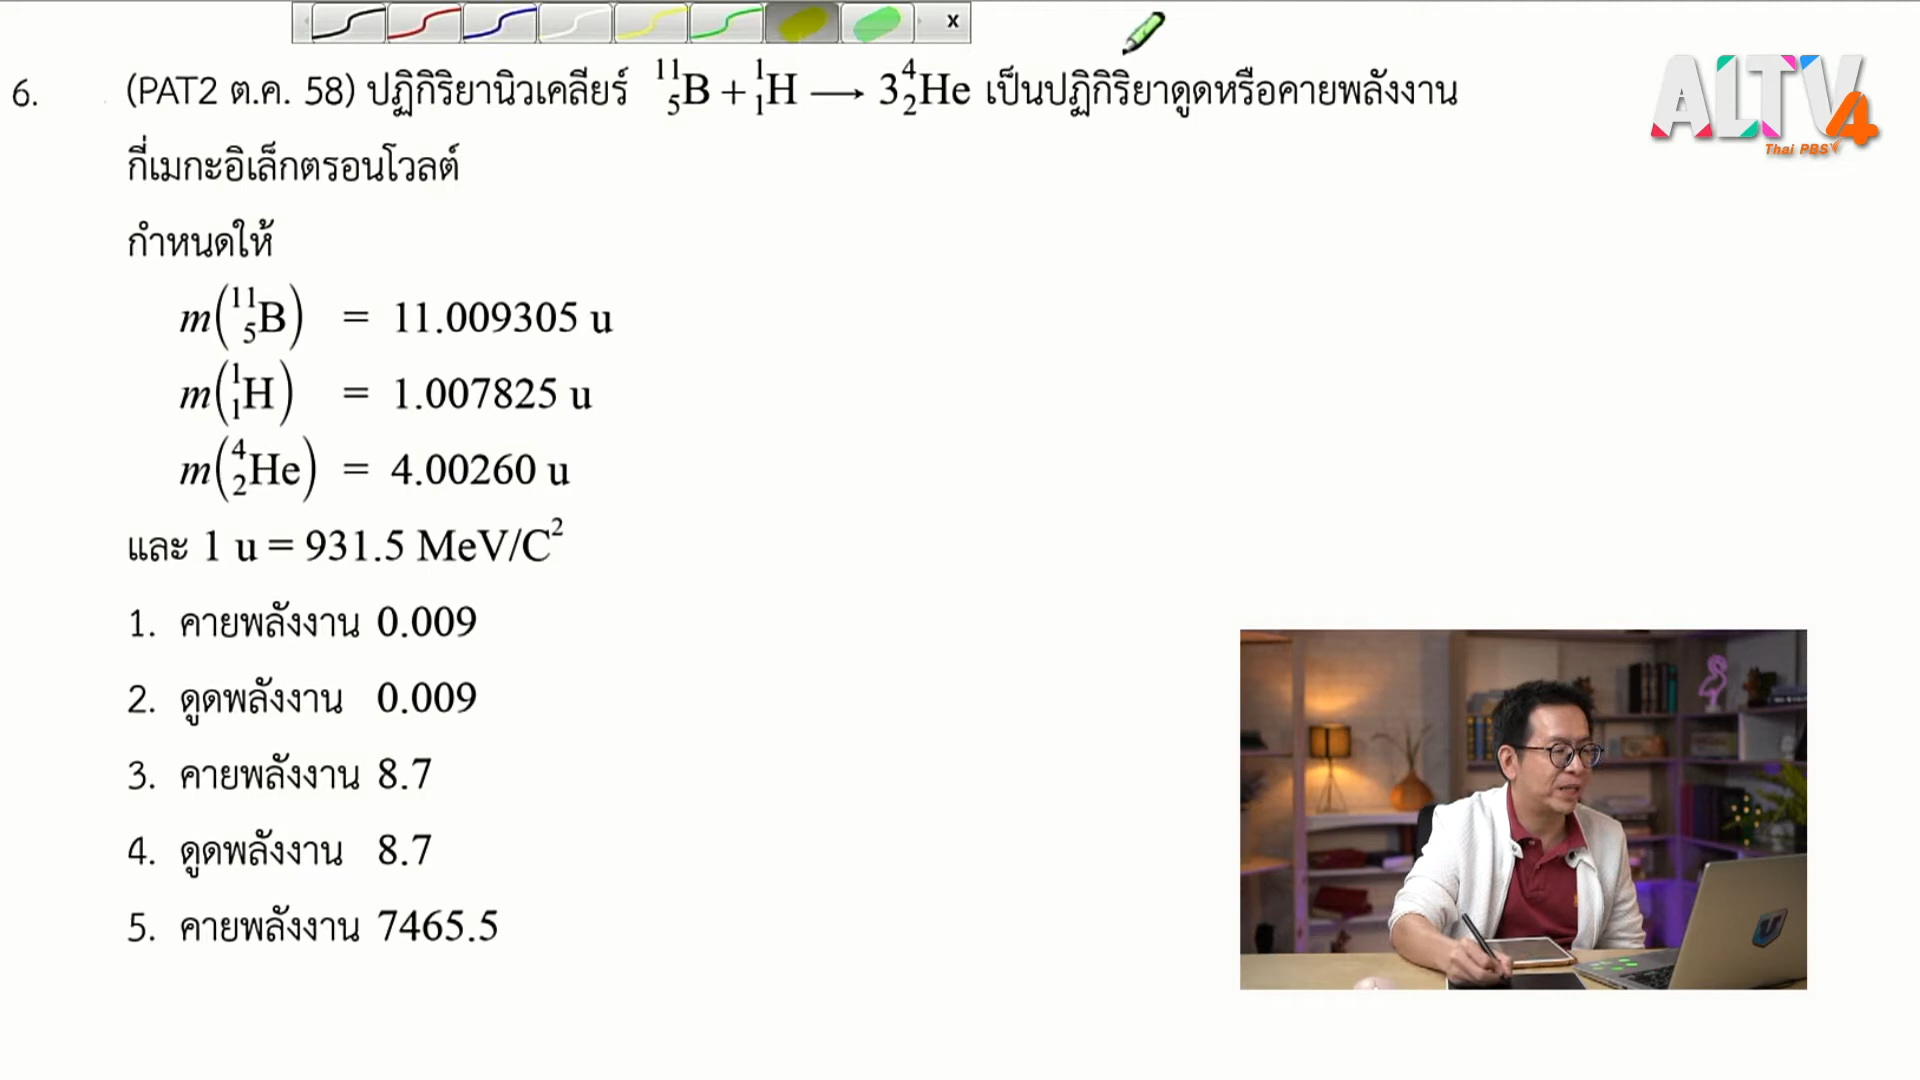 x
ALTV4
Thai PBS
6. (PAT2 ต.ค. 58) ปฏิกิริยานิวเคลียร์ ¹¹₅B + ¹₁H ⟶ 3⁴₂He เป็นปฏิกิริยาดูดหรือคายพลังงาน
กี่เมกะอิเล็กตรอนโวลต์
กำหนดให้
m(¹¹₅B) = 11.009305 u
m(¹₁H) = 1.007825 u
m(⁴₂He) = 4.00260 u
และ 1 u = 931.5 MeV/C²
1. คายพลังงาน 0.009
2. ดูดพลังงาน 0.009
3. คายพลังงาน 8.7
4. ดูดพลังงาน 8.7
5. คายพลังงาน 7465.5